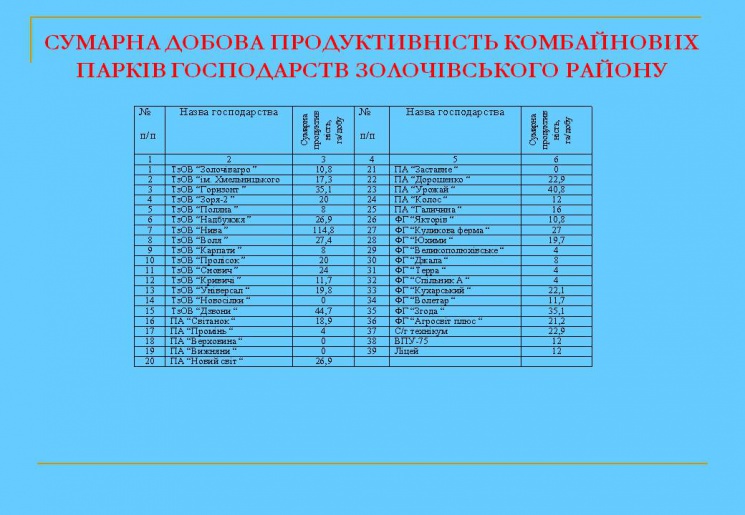 СУМАРНА ДОБОВА ПРОДУКТИВНІСТЬ КОМБАЙНОВИХ
ПАРКІВ ГОСПОДАРСТВ ЗОЛОЧІВСЬКОГО РАЙОНУ
№ п/п Назва господарства Сумарна продуктив ність, га/добу № п/п Назва господарства Сумарна продуктив ність, га/добу
1 2 3 4 5 6
1 ТзОВ “Золочівагро ” 10,8 21 ПА “Заставне “ 0
2 ТзОВ “ім. Хмельницького 17,3 22 ПА “Дорошенко “ 22,9
3 ТзОВ “Горизонт ” 35,1 23 ПА “Урожай “ 40,8
4 ТзОВ “Зоря-2 ” 20 24 ПА “Колос “ 12
5 ТзОВ “Поляна ” 8 25 ПА “Галичина “ 16
6 ТзОВ “Надбужжя ” 26,9 26 ФГ “Якторів “ 10,8
7 ТзОВ “Нива ” 114,8 27 ФГ “Куликова ферма “ 27
8 ТзОВ “Воля ” 27,4 28 ФГ “Юхими “ 19,7
9 ТзОВ “Карпати ” 8 29 ФГ “Великополюхівське “ 4
10 ТзОВ “Пролісок ” 20 30 ФГ “Джала “ 8
11 ТзОВ “Снович” 24 31 ФГ “Терра “ 4
12 ТзОВ “Кривичі ” 11,7 32 ФГ “Спільник А “ 4
13 ТзОВ “Універсал “ 19,8 33 ФГ “Кухарський “ 22,1
14 ТзОВ “Новосілки “ 0 34 ФГ “Волетар “ 11,7
15 ТзОВ “Дзвони “ 44,7 35 ФГ “Згода “ 35,1
16 ПА “Світанок “ 18,9 36 ФГ “Агросвіт плюс “ 21,2
17 ПА “Промінь “ 4 37 С/г технікум 22,9
18 ПА “Верховина “ 0 38 ВПУ-75 12
19 ПА “Вижняни “ 0 39 Ліцей 12
20 ПА “Новий світ “ 26,9